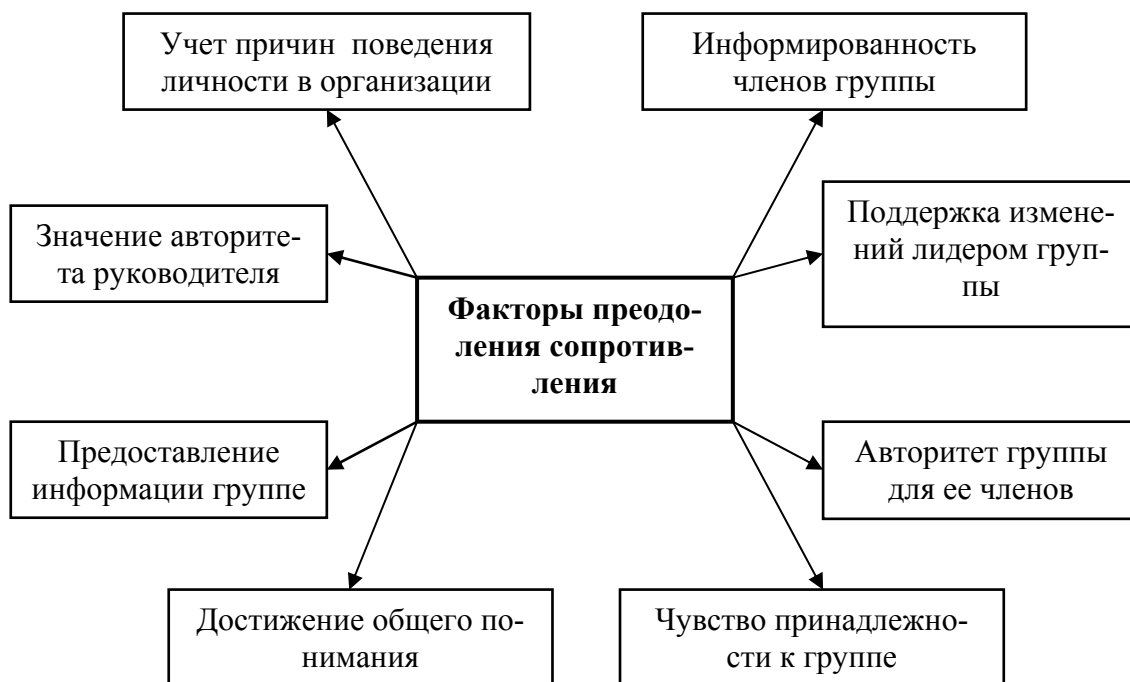 Учет причин поведения
личности в организации
Информированность
членов группы
Значение авторите-
та руководителя
Поддержка измене-
ний лидером груп-
пы
Факторы преодо-
ления сопротив-
ления
Предоставление
информации группе
Авторитет группы
для ее членов
Достижение общего по-
нимания
Чувство принадлежно-
сти к группе